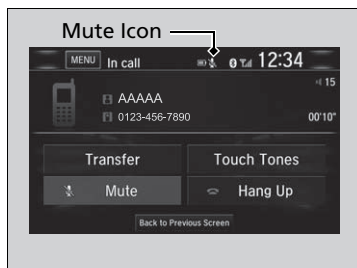 Mute Icon
MENU In call 12:34
15
AAAAA
0123-456-7890 00'10"
Transfer Touch Tones
Mute Hang Up
Back to Previous Screen